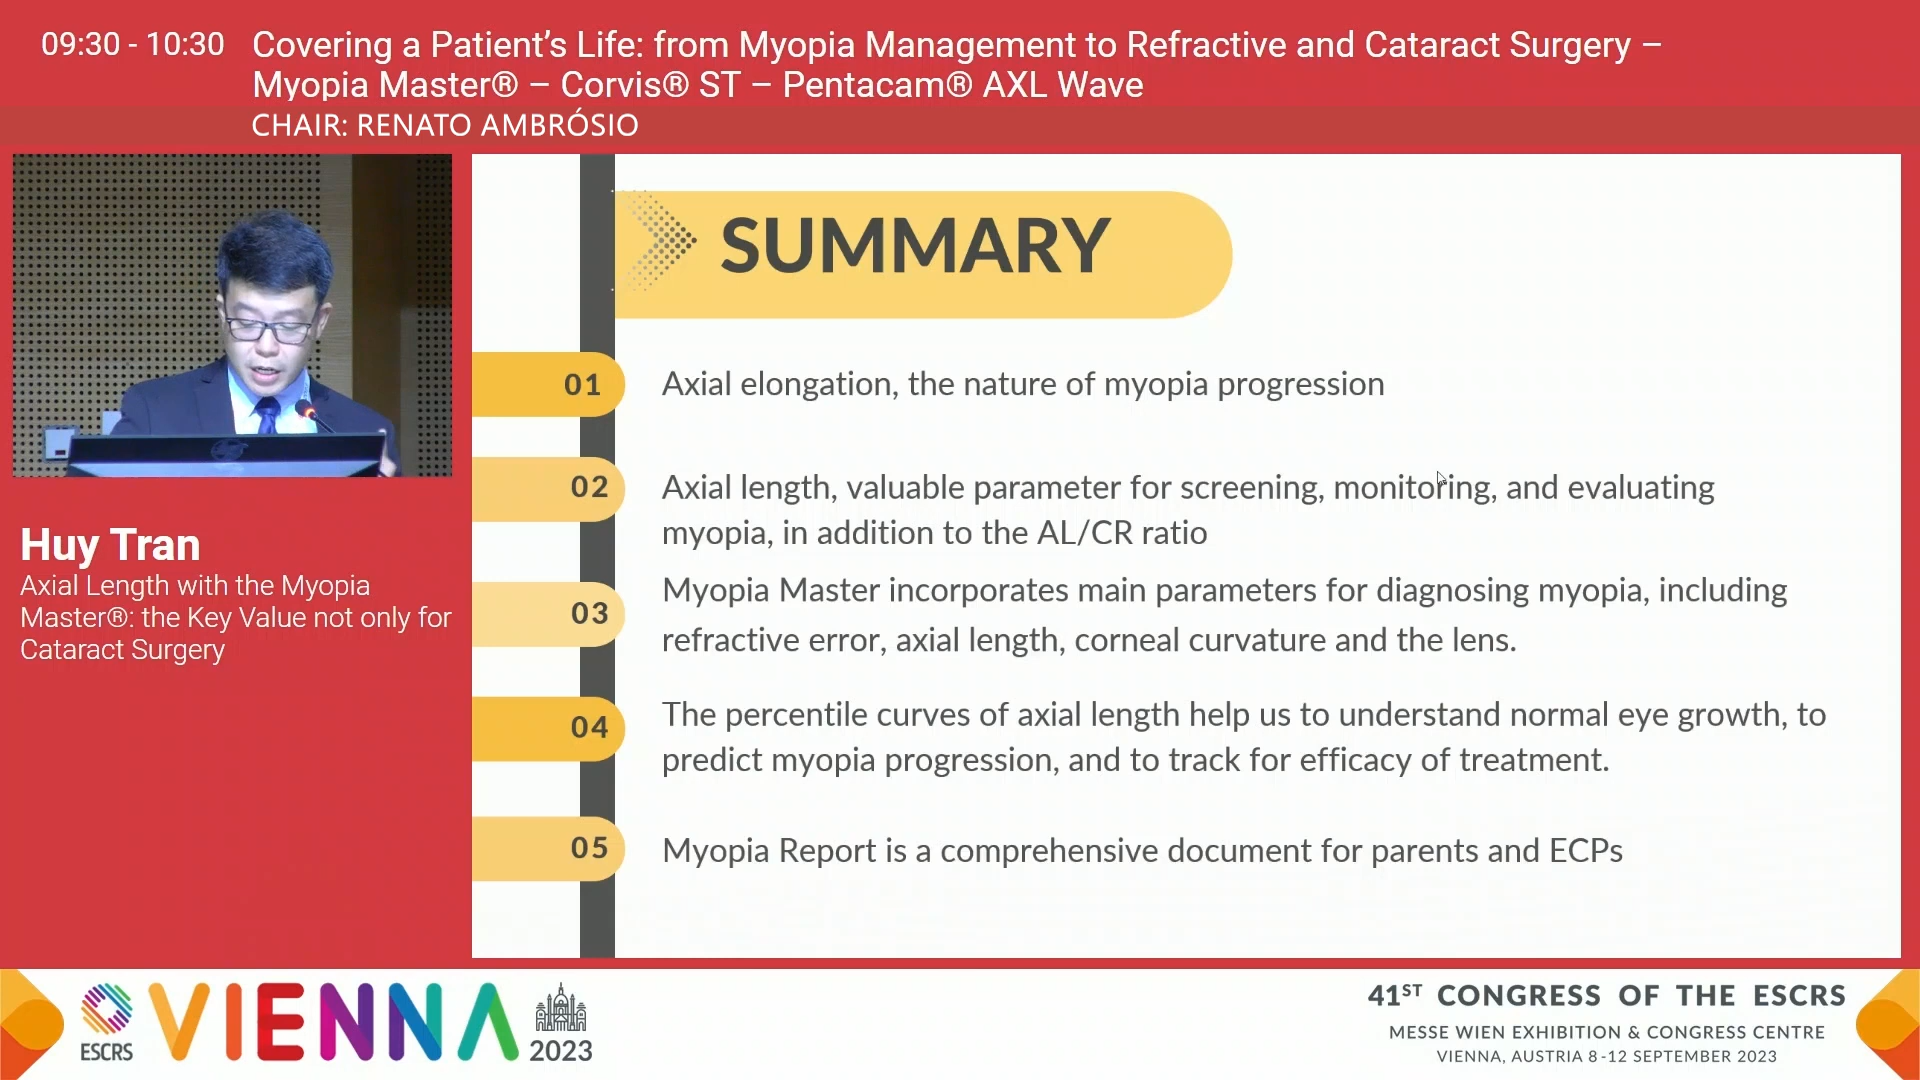 09:30 - 10:30
Covering a Patient’s Life: from Myopia Management to Refractive and Cataract Surgery –
Myopia Master® – Corvis® ST – Pentacam® AXL Wave
CHAIR: RENATO AMBRÓSIO
Huy Tran
Axial Length with the Myopia
Master®: the Key Value not only for
Cataract Surgery
SUMMARY
01
Axial elongation, the nature of myopia progression
02
Axial length, valuable parameter for screening, monitoring, and evaluating
myopia, in addition to the AL/CR ratio
03
Myopia Master incorporates main parameters for diagnosing myopia, including
refractive error, axial length, corneal curvature and the lens.
04
The percentile curves of axial length help us to understand normal eye growth, to
predict myopia progression, and to track for efficacy of treatment.
05
Myopia Report is a comprehensive document for parents and ECPs
ESCRS
VIENNA
2023
41ST CONGRESS OF THE ESCRS
MESSE WIEN EXHIBITION & CONGRESS CENTRE
VIENNA, AUSTRIA 8-12 SEPTEMBER 2023